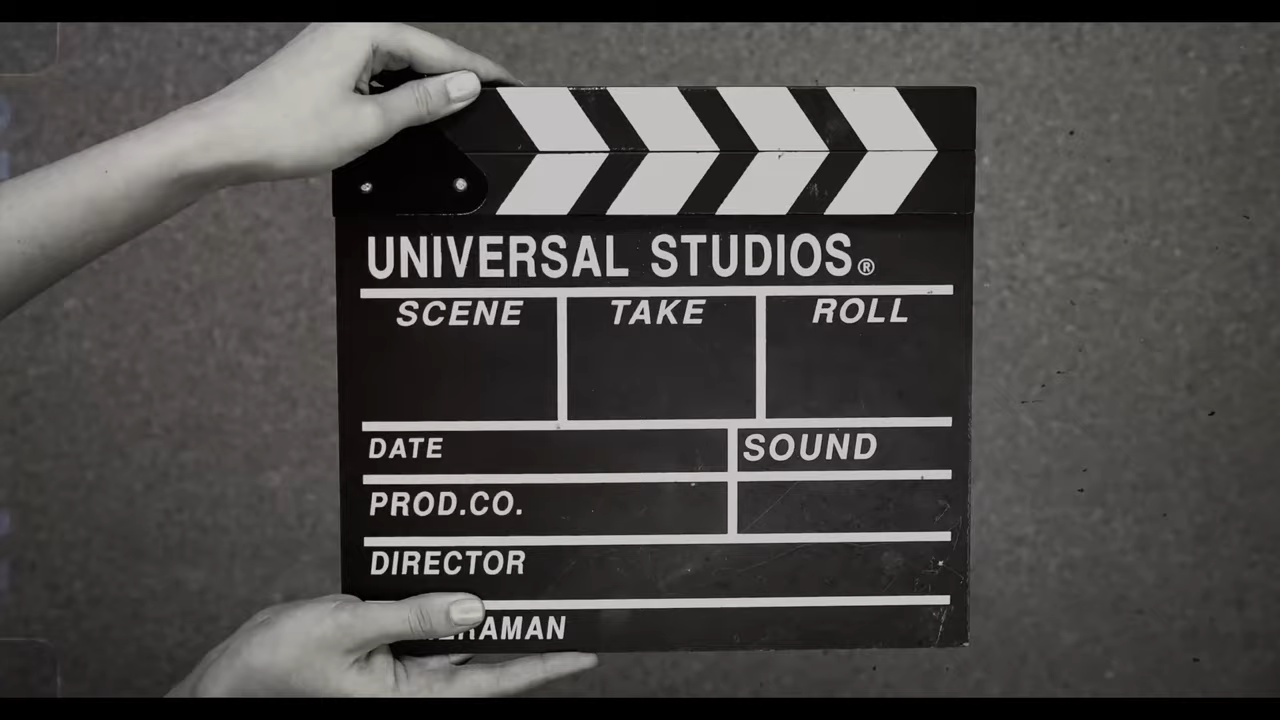 UNIVERSAL STUDIOS®
SCENE TAKE ROLL
DATE SOUND
PROD.CO.
DIRECTOR